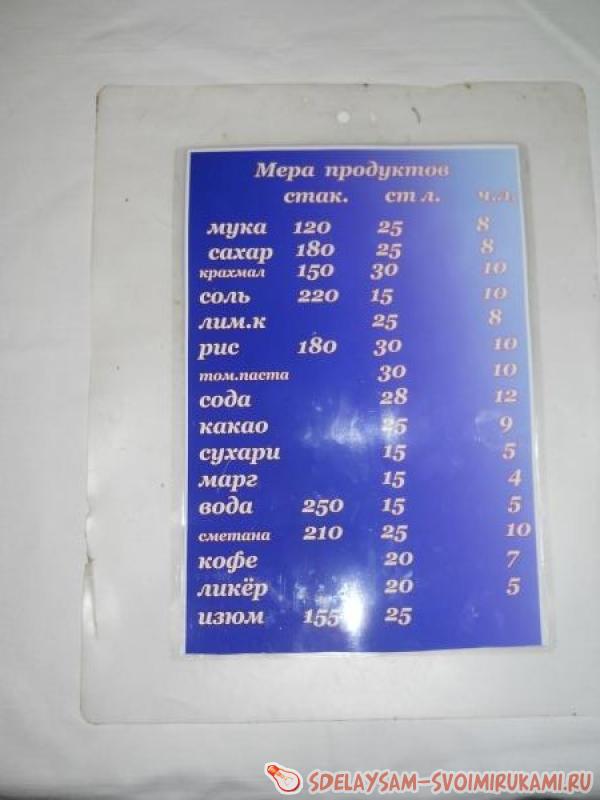 Мера продуктов
стак. ст л. ч.л.
мука 120 25 8
сахар 180 25 8
крахмал 150 30 10
соль 220 15 10
лим.к 25 8
рис 180 30 10
том.паста 30 10
сода 28 12
какао 25 9
сухари 15 5
марг 15 4
вода 250 15 5
сметана 210 25 10
кофе 20 7
ликёр 20 5
изюм 155 25
SDELAYSAM-SVOIMIRUKAMI.RU